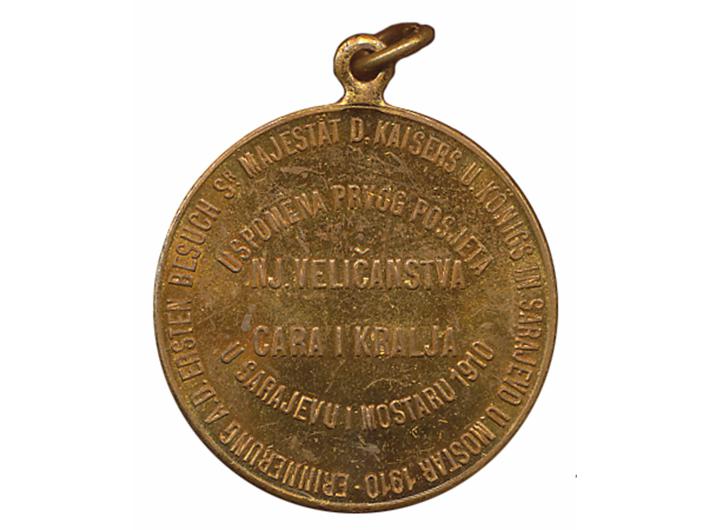 ERINNERUNG A.D. ERSTEN BESUCH Sʀ MAJESTÄT D. KAISERS U. KÖNIGS IN SARAJEVO U. MOSTAR 1910 ·
USPOMENA PRVOG POSJETA
NJ. VELIČANSTVA
CARA I KRALJA
U SARAJEVU I MOSTARU 1910